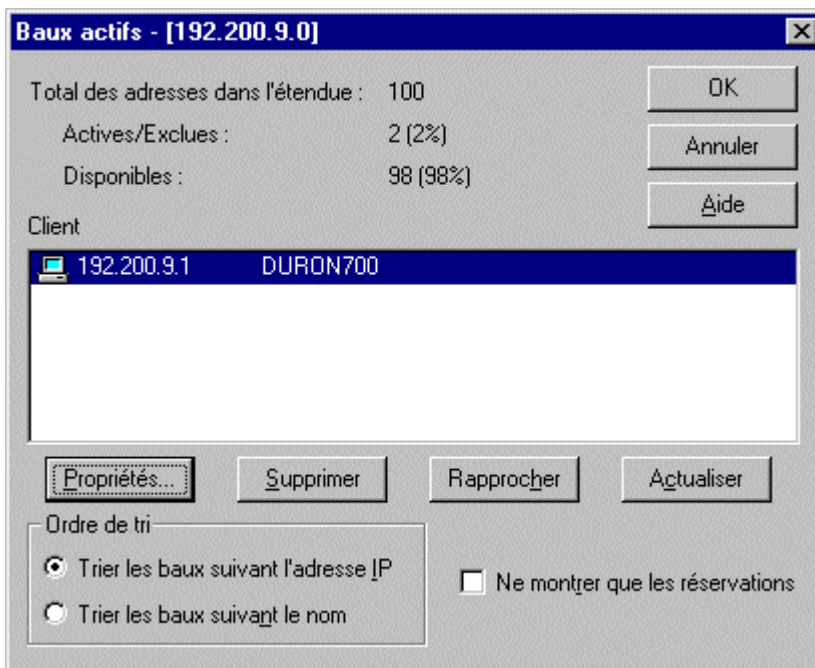 Baux actifs - [192.200.9.0]
Total des adresses dans l'étendue : 100
Actives/Exclues : 2 (2%)
Disponibles : 98 (98%)
OK
Annuler
Aide
Client
192.200.9.1 DURON700
Propriétés... Supprimer Rapprocher Actualiser
Ordre de tri
Trier les baux suivant l'adresse IP
Trier les baux suivant le nom
Ne montrer que les réservations